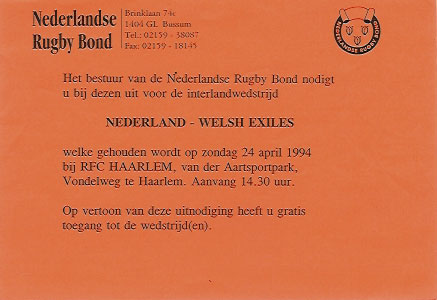 Nederlandse
Rugby Bond
Brinklaan 74c
1404 GL Bussum
Tel.: 02159 - 38087
Fax: 02159 - 18145
NEDERLANDSE RUGBY BOND
Het bestuur van de Nederlandse Rugby Bond nodigt
u bij dezen uit voor de interlandwedstrijd
NEDERLAND - WELSH EXILES
welke gehouden wordt op zondag 24 april 1994
bij RFC HAARLEM, van der Aartsportpark,
Vondelweg te Haarlem. Aanvang 14.30 uur.
Op vertoon van deze uitnodiging heeft u gratis
toegang tot de wedstrijd(en).